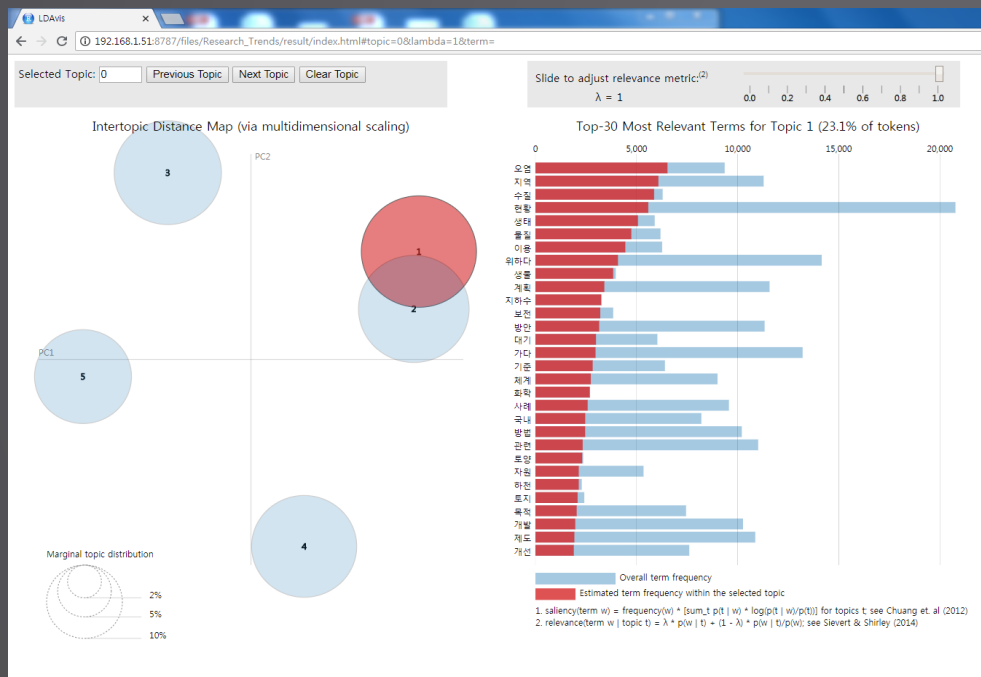 LDAvis
192.168.1.51:8787/files/Research_Trends/result/index.html#topic=0&lambda=1&term=
Selected Topic: 0 Previous Topic Next Topic Clear Topic
Slide to adjust relevance metric:(2)
λ = 1
0.0 0.2 0.4 0.6 0.8 1.0
Intertopic Distance Map (via multidimensional scaling)
PC2
PC1
3
1
2
5
4
Marginal topic distribution
2%
5%
10%
Top-30 Most Relevant Terms for Topic 1 (23.1% of tokens)
0 5,000 10,000 15,000 20,000
오염
지역
수질
현황
생태
물질
이용
위하다
생물
계획
지하수
보전
방안
대기
가다
기준
체계
화학
사례
국내
방법
관련
토양
자원
하천
토지
목적
개발
제도
개선
Overall term frequency
Estimated term frequency within the selected topic
1. saliency(term w) = frequency(w) * [sum_t p(t | w) * log(p(t | w)/p(t))] for topics t; see Chuang et. al (2012)
2. relevance(term w | topic t) = λ * p(w | t) + (1 - λ) * p(w | t)/p(w); see Sievert & Shirley (2014)